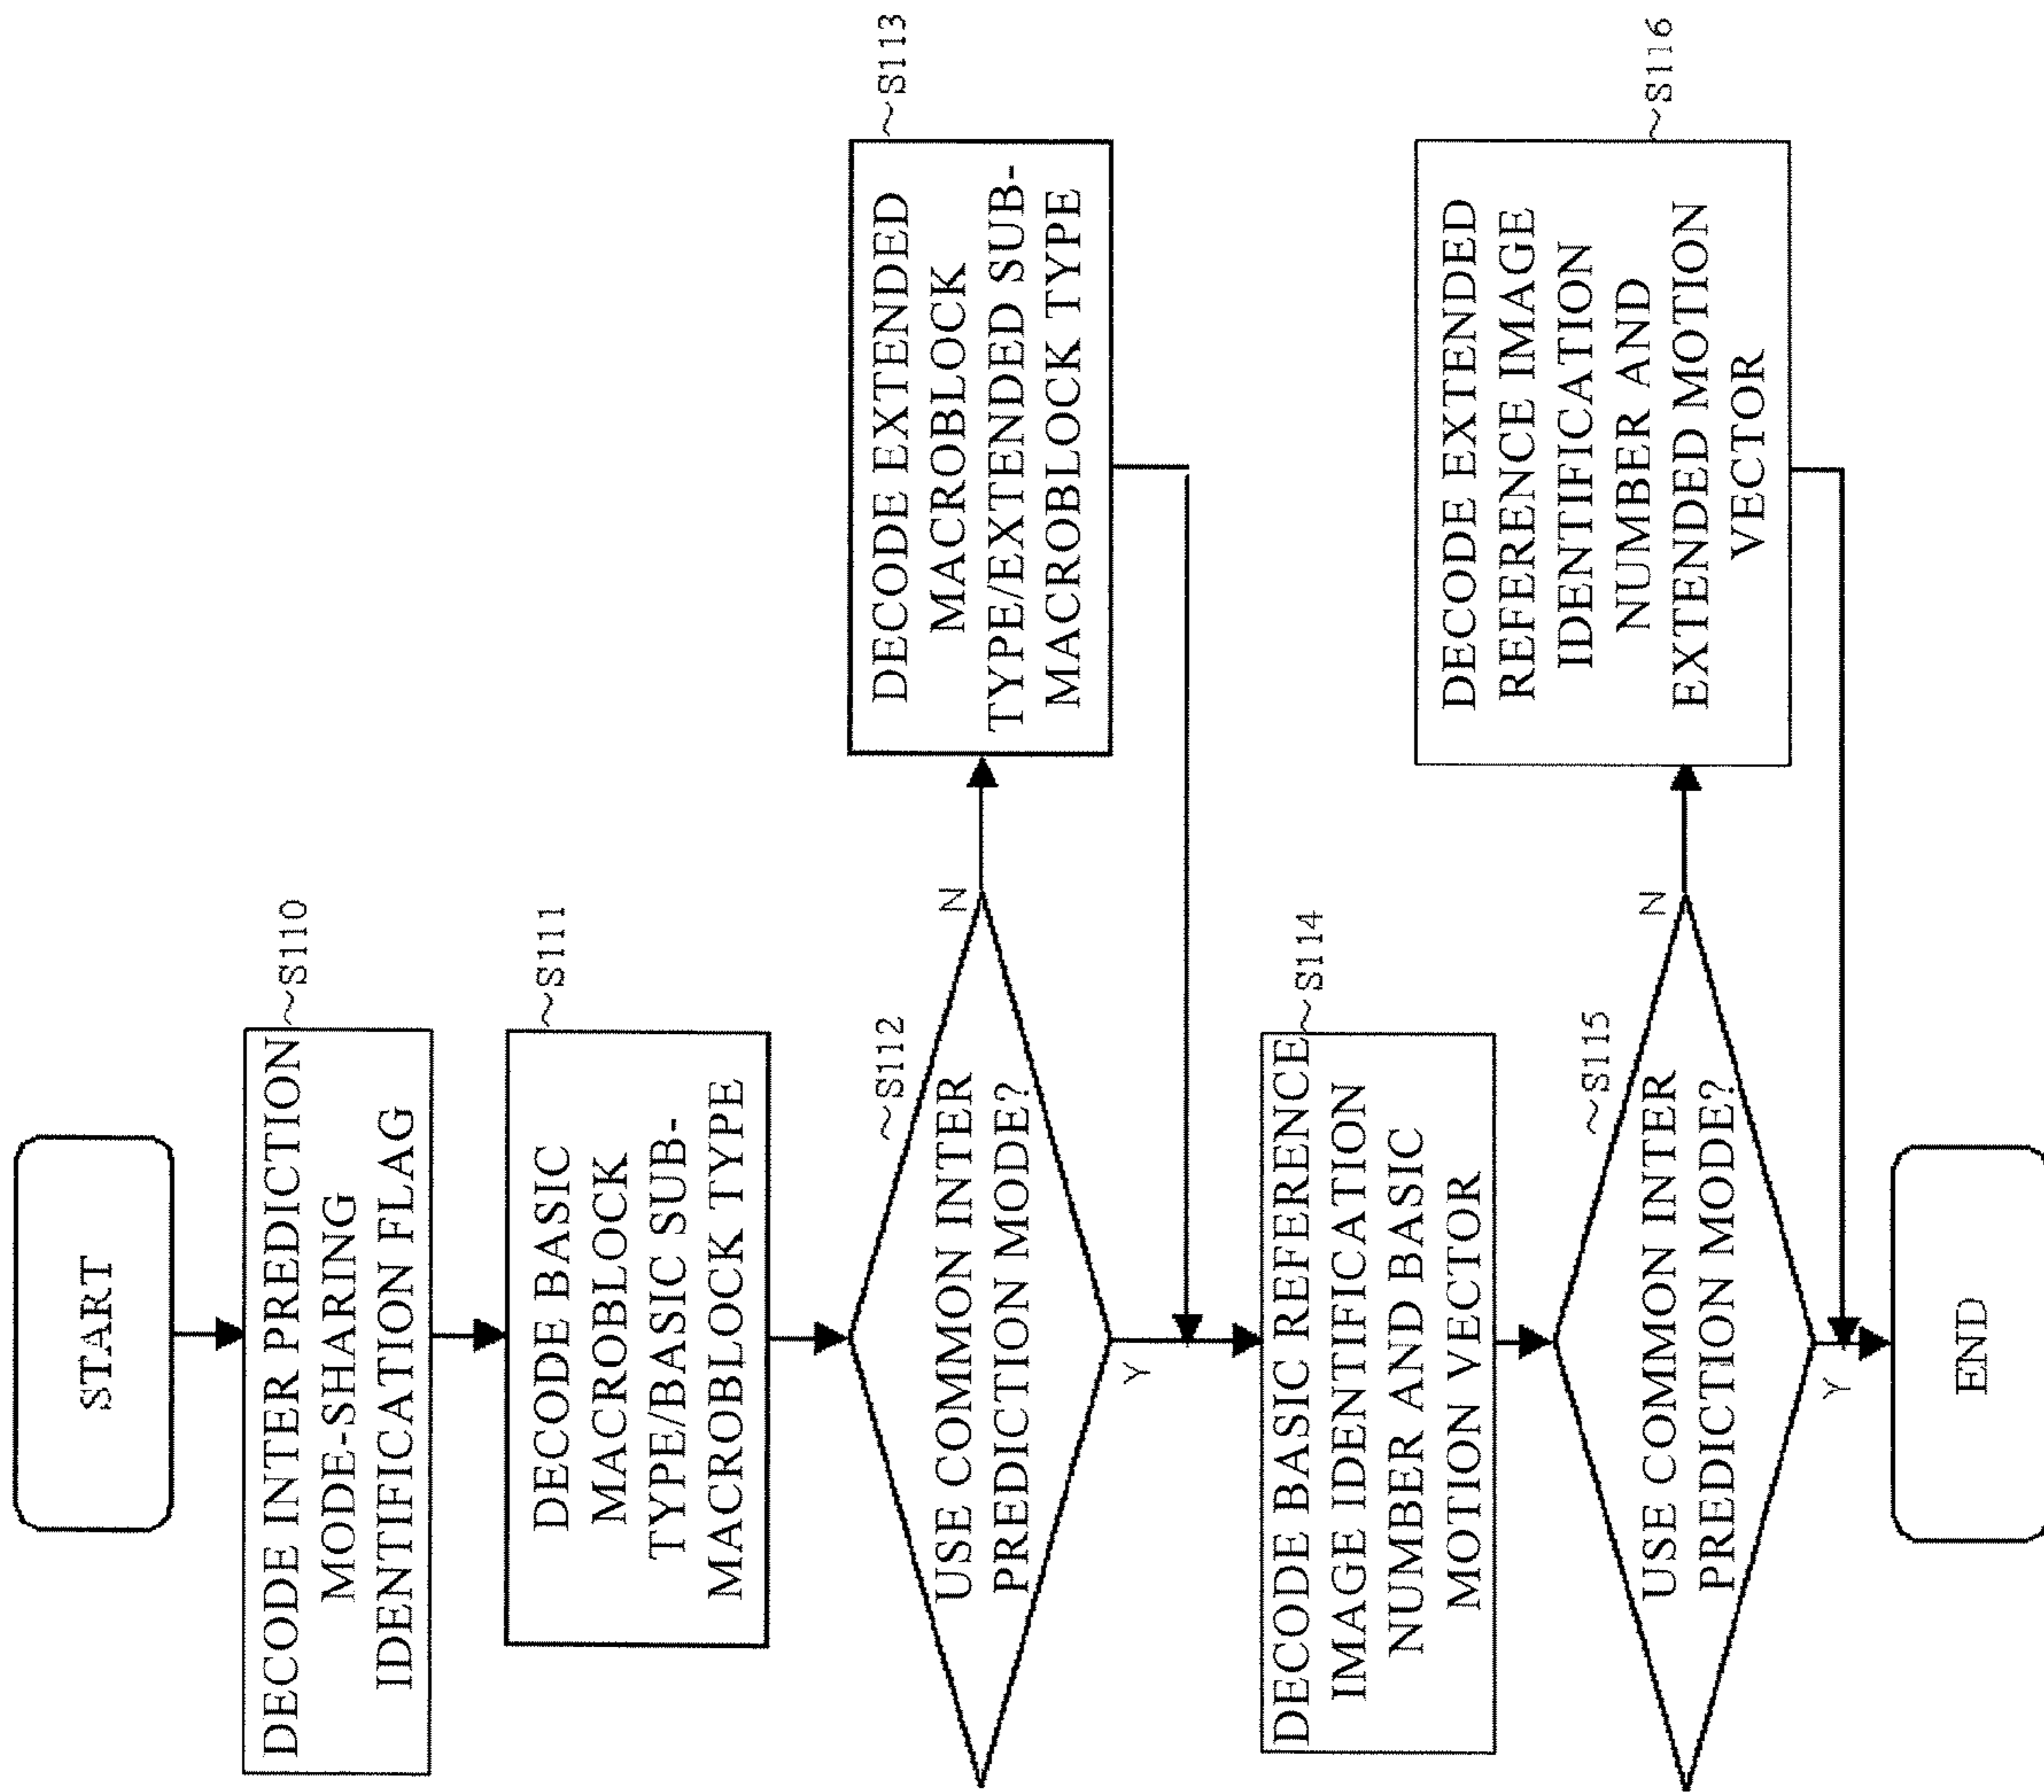 START
~S110
DECODE INTER PREDICTION
MODE-SHARING
IDENTIFICATION FLAG
~S111
DECODE BASIC
MACROBLOCK
TYPE/BASIC SUB-
MACROBLOCK TYPE
~S112
USE COMMON INTER
PREDICTION MODE?
N
Y
~S113
DECODE EXTENDED
MACROBLOCK
TYPE/EXTENDED SUB-
MACROBLOCK TYPE
~S114
DECODE BASIC REFERENCE
IMAGE IDENTIFICATION
NUMBER AND BASIC
MOTION VECTOR
~S115
USE COMMON INTER
PREDICTION MODE?
N
Y
~S116
DECODE EXTENDED
REFERENCE IMAGE
IDENTIFICATION
NUMBER AND
EXTENDED MOTION
VECTOR
END